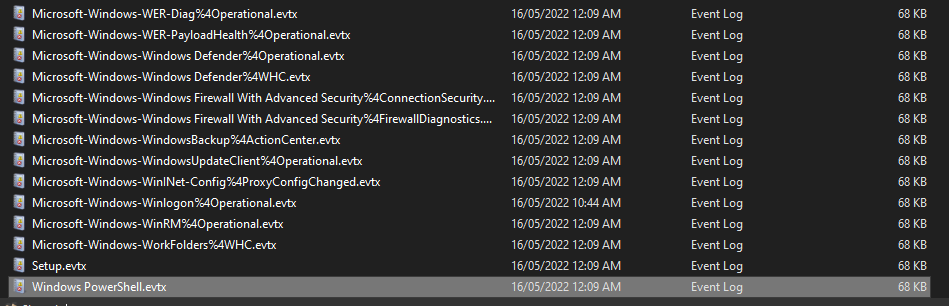 Microsoft-Windows-WER-Diag%4Operational.evtx 16/05/2022 12:09 AM Event Log 68 KB
Microsoft-Windows-WER-PayloadHealth%4Operational.evtx 16/05/2022 12:09 AM Event Log 68 KB
Microsoft-Windows-Windows Defender%4Operational.evtx 16/05/2022 12:09 AM Event Log 68 KB
Microsoft-Windows-Windows Defender%4WHC.evtx 16/05/2022 12:09 AM Event Log 68 KB
Microsoft-Windows-Windows Firewall With Advanced Security%4ConnectionSecurity.... 16/05/2022 12:09 AM Event Log 68 KB
Microsoft-Windows-Windows Firewall With Advanced Security%4FirewallDiagnostics.... 16/05/2022 12:09 AM Event Log 68 KB
Microsoft-Windows-WindowsBackup%4ActionCenter.evtx 16/05/2022 12:09 AM Event Log 68 KB
Microsoft-Windows-WindowsUpdateClient%4Operational.evtx 16/05/2022 12:09 AM Event Log 68 KB
Microsoft-Windows-WinINet-Config%4ProxyConfigChanged.evtx 16/05/2022 12:09 AM Event Log 68 KB
Microsoft-Windows-Winlogon%4Operational.evtx 16/05/2022 10:44 AM Event Log 68 KB
Microsoft-Windows-WinRM%4Operational.evtx 16/05/2022 12:09 AM Event Log 68 KB
Microsoft-Windows-WorkFolders%4WHC.evtx 16/05/2022 12:09 AM Event Log 68 KB
Setup.evtx 16/05/2022 12:09 AM Event Log 68 KB
Windows PowerShell.evtx 16/05/2022 12:09 AM Event Log 68 KB